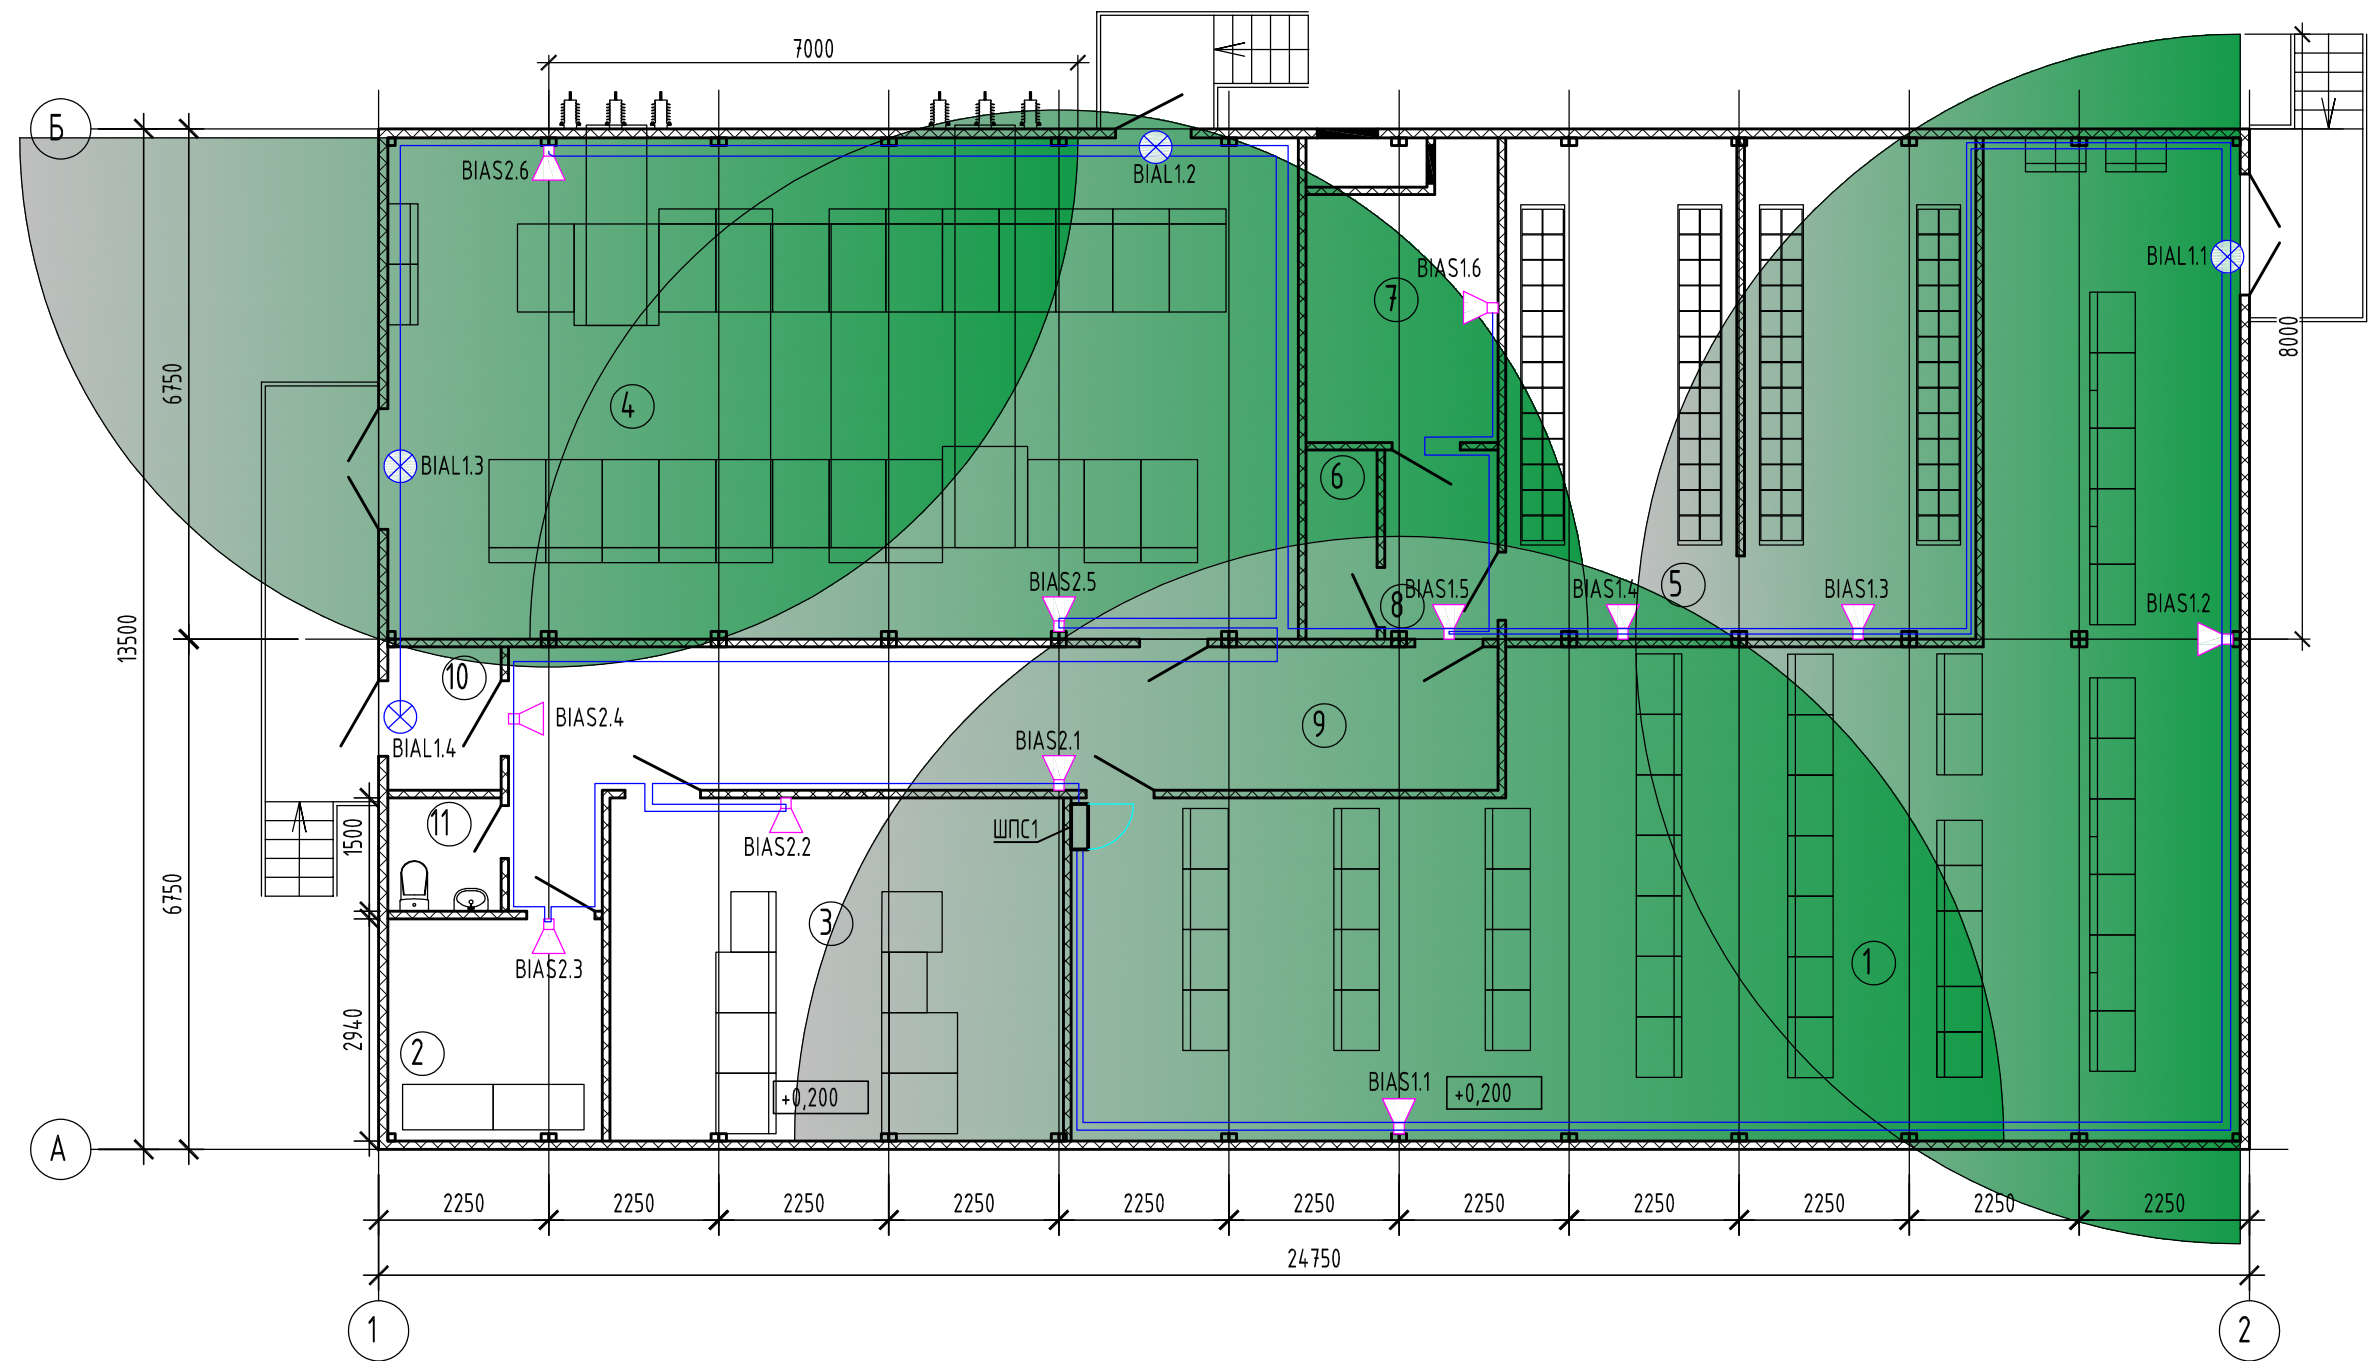 7000
Б
BIAS2.6
BIAL1.2
BIAL1.1
BIAS1.6
7
8000
6750
4
BIAL1.3
6
BIAS2.5
BIAS1.5
BIAS1.4
5
BIAS1.3
BIAS1.2
8
13500
10
BIAS2.4
9
BIAL1.4
BIAS2.1
11
1500
ШПС1
BIAS2.2
6750
3
BIAS2.3
1
2940
2
BIAS1.1
+0,200
+0,200
А
2250 2250 2250 2250 2250 2250 2250 2250 2250 2250 2250
24750
1
2